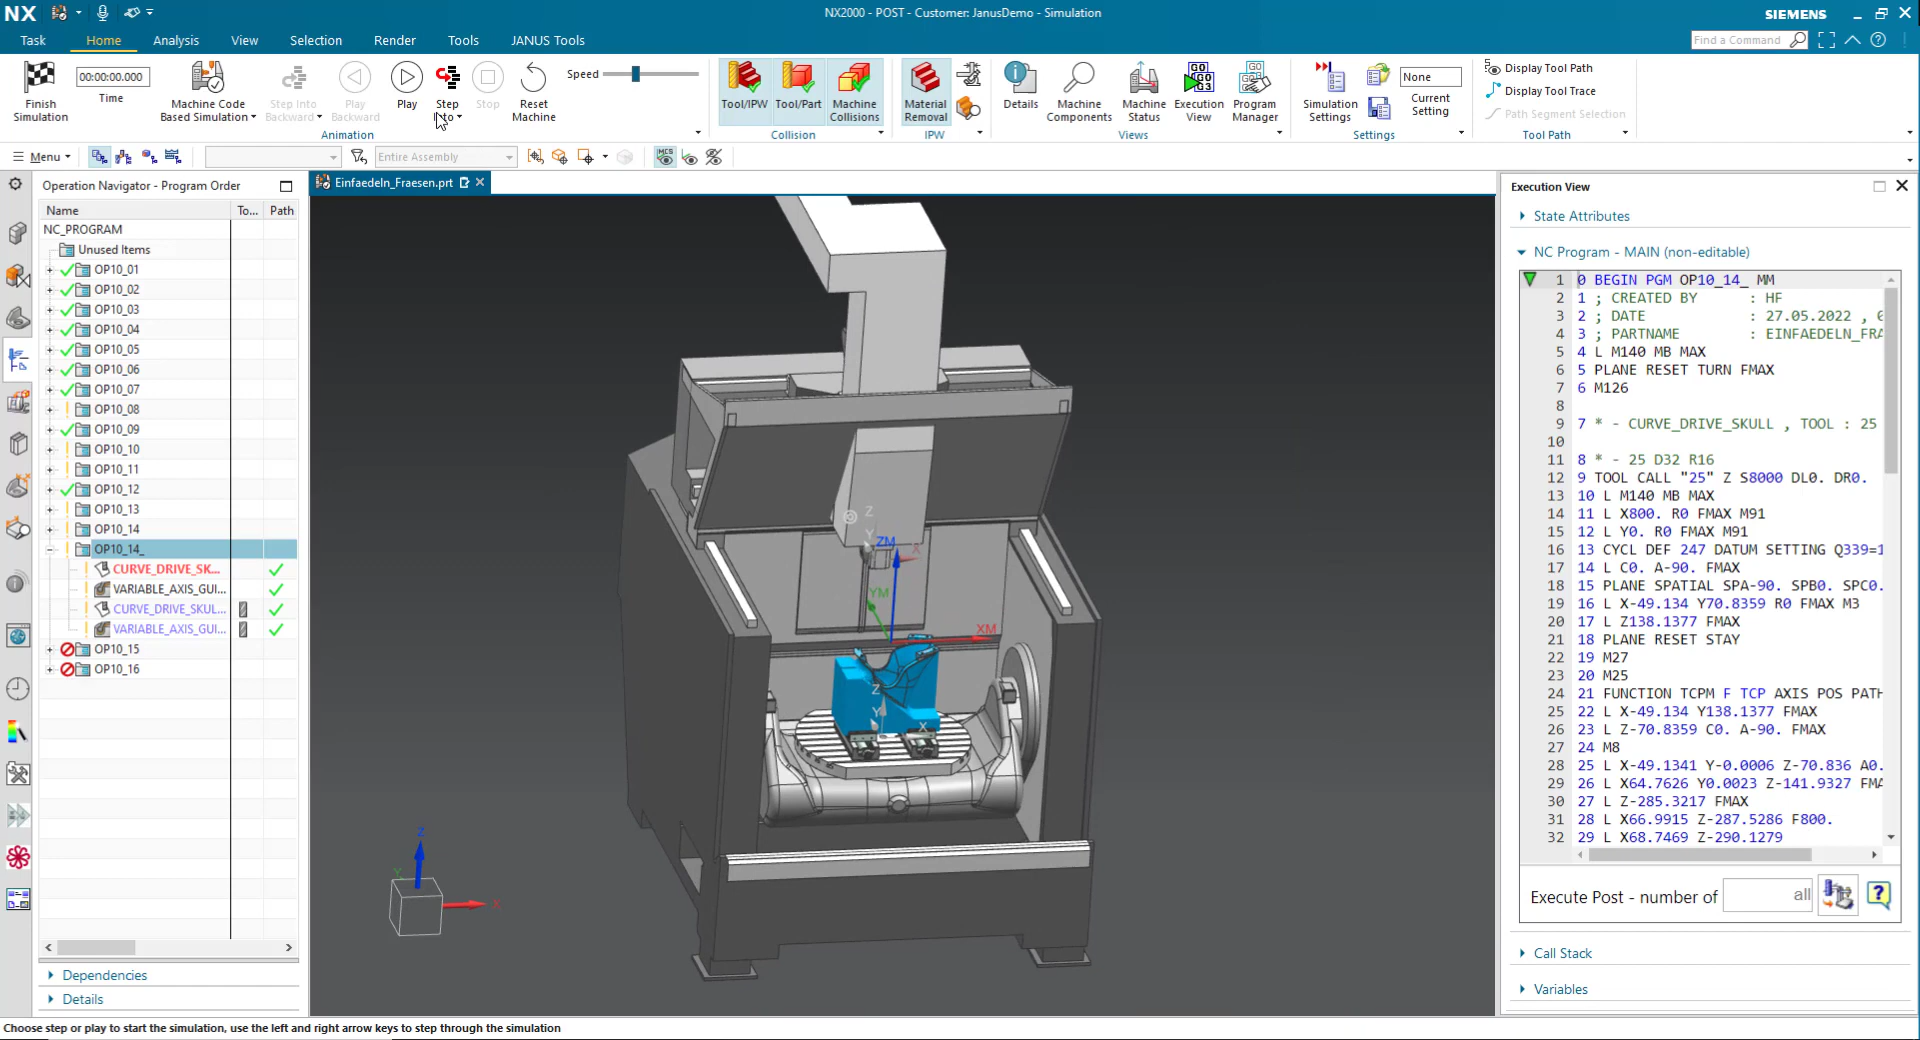 NX
NX2000 - POST - Customer: JanusDemo - Simulation
SIEMENS
Task Home Analysis View Selection Render Tools JANUS Tools
Find a Command
Finish Simulation
00:00:00.000
Time
Machine Code Based Simulation
Step Into Backward
Play Backward
Play
Step Into
Stop
Reset Machine
Speed
Animation
Tool/IPW
Tool/Part
Machine Collisions
Collision
Material Removal
IPW
Details
Machine Components
Machine Status
Execution View
Program Manager
Views
Simulation Settings
None
Current Setting
Settings
Display Tool Path
Display Tool Trace
Path Segment Selection
Tool Path
Menu
Entire Assembly
MCS
Operation Navigator - Program Order
Name To... Path
NC_PROGRAM
Unused Items
OP10_01
OP10_02
OP10_03
OP10_04
OP10_05
OP10_06
OP10_07
OP10_08
OP10_09
OP10_10
OP10_11
OP10_12
OP10_13
OP10_14
OP10_14_
CURVE_DRIVE_SK...
VARIABLE_AXIS_GUI...
CURVE_DRIVE_SKUL...
VARIABLE_AXIS_GUI...
OP10_15
OP10_16
Dependencies
Details
Einfaedeln_Fraesen.prt
Z
Y
ZM
X
YM
XM
Z
Y
X
Z
Y
X
Execution View
State Attributes
NC Program - MAIN (non-editable)
1 0 BEGIN PGM OP10_14_ MM
2 1 ; CREATED BY : HF
3 2 ; DATE : 27.05.2022 ,
4 3 ; PARTNAME : EINFAEDELN_FRA
5 4 L M140 MB MAX
6 5 PLANE RESET TURN FMAX
7 6 M126
8
9 7 * - CURVE_DRIVE_SKULL , TOOL : 25
10
11 8 * - 25 D32 R16
12 9 TOOL CALL "25" Z S8000 DL0. DR0.
13 10 L M140 MB MAX
14 11 L X800. R0 FMAX M91
15 12 L Y0. R0 FMAX M91
16 13 CYCL DEF 247 DATUM SETTING Q339=1
17 14 L C0. A-90. FMAX
18 15 PLANE SPATIAL SPA-90. SPB0. SPC0.
19 16 L X-49.134 Y70.8359 R0 FMAX M3
20 17 L Z138.1377 FMAX
21 18 PLANE RESET STAY
22 19 M27
23 20 M25
24 21 FUNCTION TCPM F TCP AXIS POS PATH
25 22 L X-49.134 Y138.1377 FMAX
26 23 L Z-70.8359 C0. A-90. FMAX
27 24 M8
28 25 L X-49.1341 Y-0.0006 Z-70.836 A0.
29 26 L X64.7626 Y0.0023 Z-141.9327 FMA
30 27 L Z-285.3217 FMAX
31 28 L X66.9915 Z-287.5286 F800.
32 29 L X68.7469 Z-290.1279
Execute Post - number of all
Call Stack
Variables
Choose step or play to start the simulation, use the left and right arrow keys to step through the simulation